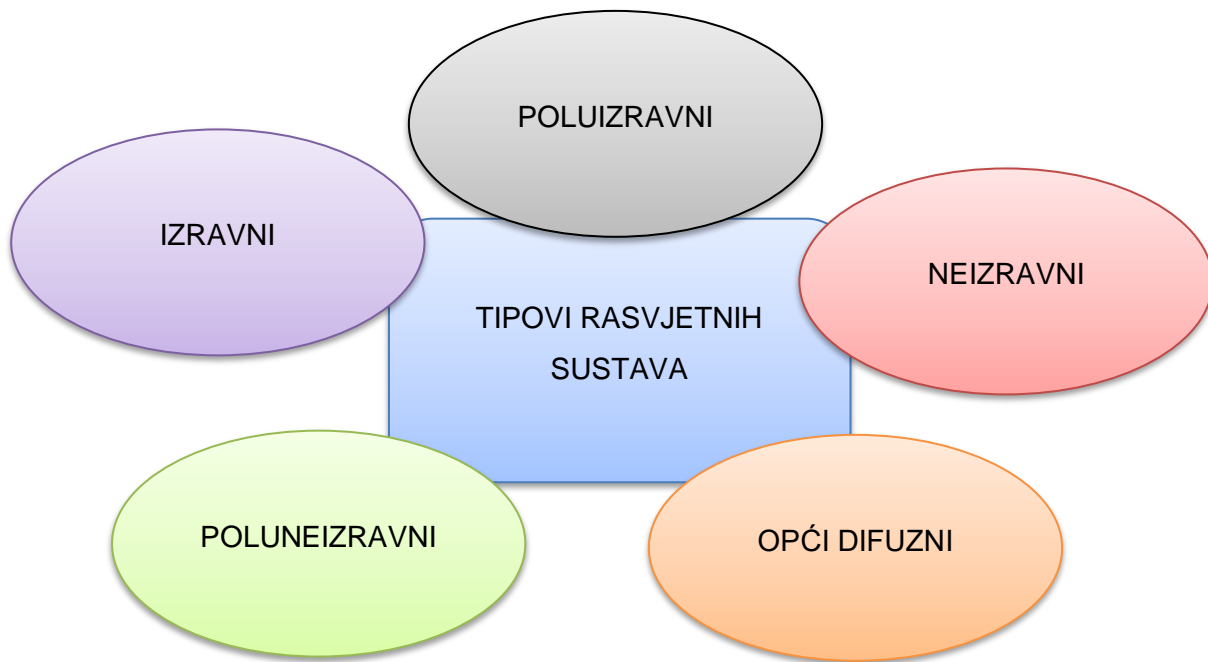 POLUIZRAVNI
IZRAVNI
NEIZRAVNI
TIPOVI RASVJETNIH
SUSTAVA
POLUNEIZRAVNI
OPĆI DIFUZNI